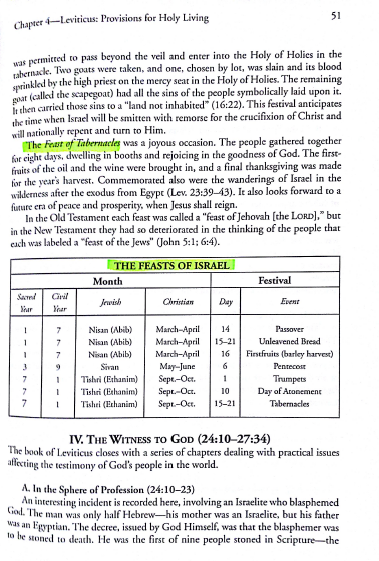 Chapter 4—Leviticus: Provisions for Holy Living 51
was permitted to pass beyond the veil and enter into the Holy of Holies in the
tabernacle. Two goats were taken, and one, chosen by lot, was slain and its blood
sprinkled by the high priest on the mercy seat in the Holy of Holies. The remaining
goat (called the scapegoat) had all the sins of the people symbolically laid upon it.
It then carried those sins to a "land not inhabited" (16:22). This festival anticipates
the time when Israel will be smitten with remorse for the crucifixion of Christ and
will nationally repent and turn to Him.
The Feast of Tabernacles was a joyous occasion. The people gathered together
for eight days, dwelling in booths and rejoicing in the goodness of God. The first-
fruits of the oil and the wine were brought in, and a final thanksgiving was made
for the year's harvest. Commemorated also were the wanderings of Israel in the
wilderness after the exodus from Egypt (Lev. 23:39–43). It also looks forward to a
future era of peace and prosperity, when Jesus shall reign.
In the Old Testament each feast was called a "feast of Jehovah [the LORD]," but
in the New Testament they had so deteriorated in the thinking of the people that
each was labeled a "feast of the Jews" (John 5:1; 6:4).
THE FEASTS OF ISRAEL
Month Festival
Sacred Year Civil Year Jewish Christian Day Event
1 7 Nisan (Abib) March–April 14 Passover
1 7 Nisan (Abib) March–April 15–21 Unleavened Bread
1 7 Nisan (Abib) March–April 16 Firstfruits (barley harvest)
3 9 Sivan May–June 6 Pentecost
7 1 Tishri (Ethanim) Sept.–Oct. 1 Trumpets
7 1 Tishri (Ethanim) Sept.–Oct. 10 Day of Atonement
7 1 Tishri (Ethanim) Sept.–Oct. 15–21 Tabernacles
IV. THE WITNESS TO GOD (24:10–27:34)
The book of Leviticus closes with a series of chapters dealing with practical issues
affecting the testimony of God's people in the world.
A. In the Sphere of Profession (24:10–23)
An interesting incident is recorded here, involving an Israelite who blasphemed
God. The man was only half Hebrew—his mother was an Israelite, but his father
was an Egyptian. The decree, issued by God Himself, was that the blasphemer was
to be stoned to death. He was the first of nine people stoned in Scripture—the